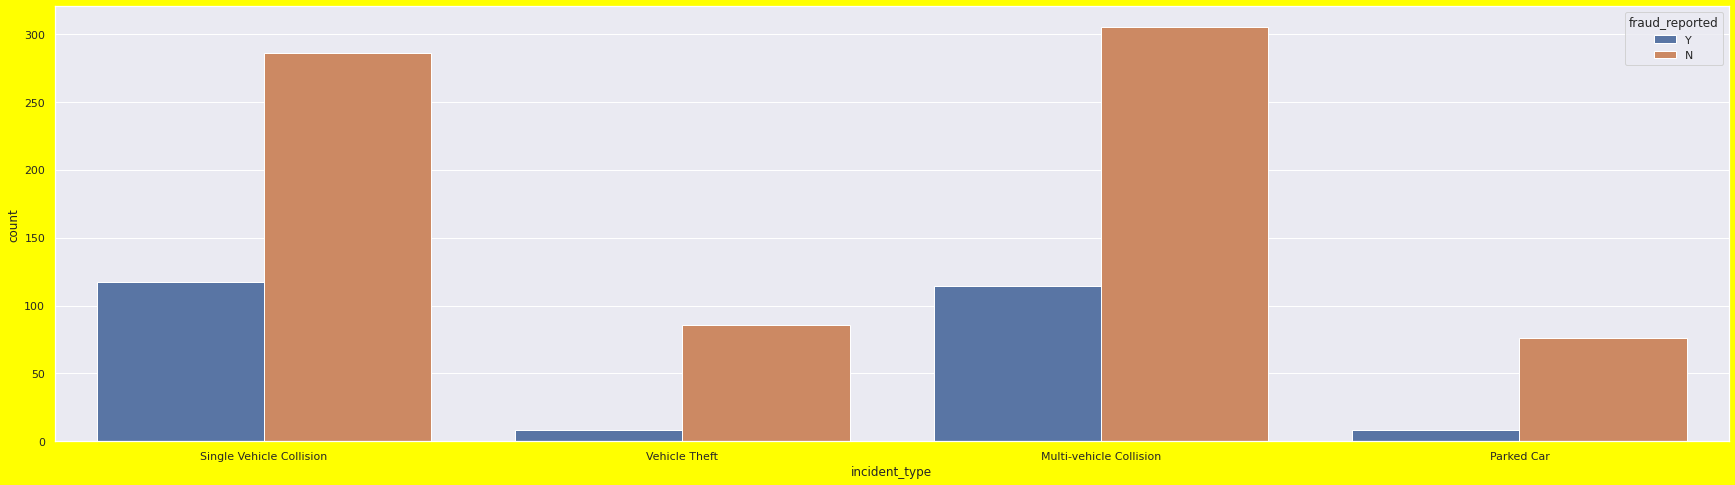 fraud_reported
Y
N
300
250
200
150
100
50
0
count
Single Vehicle Collision
Vehicle Theft
Multi-vehicle Collision
Parked Car
incident_type